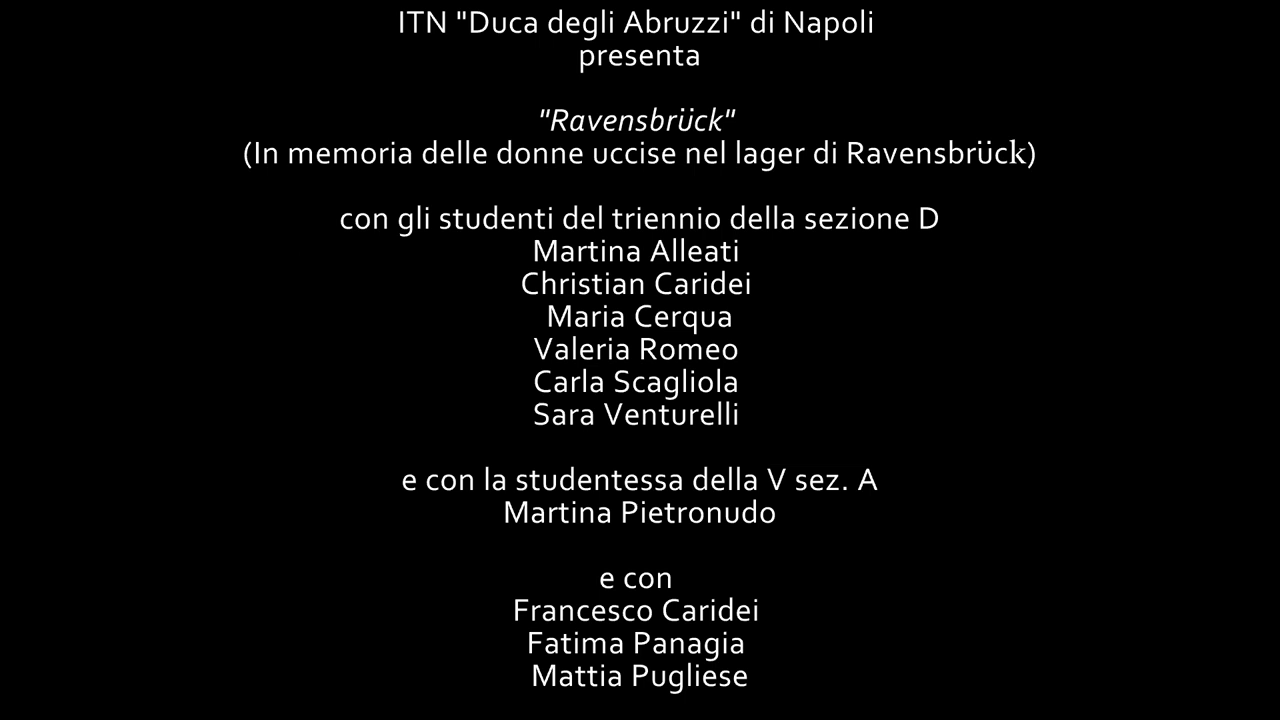 ITN "Duca degli Abruzzi" di Napoli
presenta
"Ravensbrück"
(In memoria delle donne uccise nel lager di Ravensbrück)
con gli studenti del triennio della sezione D
Martina Alleati
Christian Caridei
Maria Cerqua
Valeria Romeo
Carla Scagliola
Sara Venturelli
e con la studentessa della V sez. A
Martina Pietronudo
e con
Francesco Caridei
Fatima Panagia
Mattia Pugliese